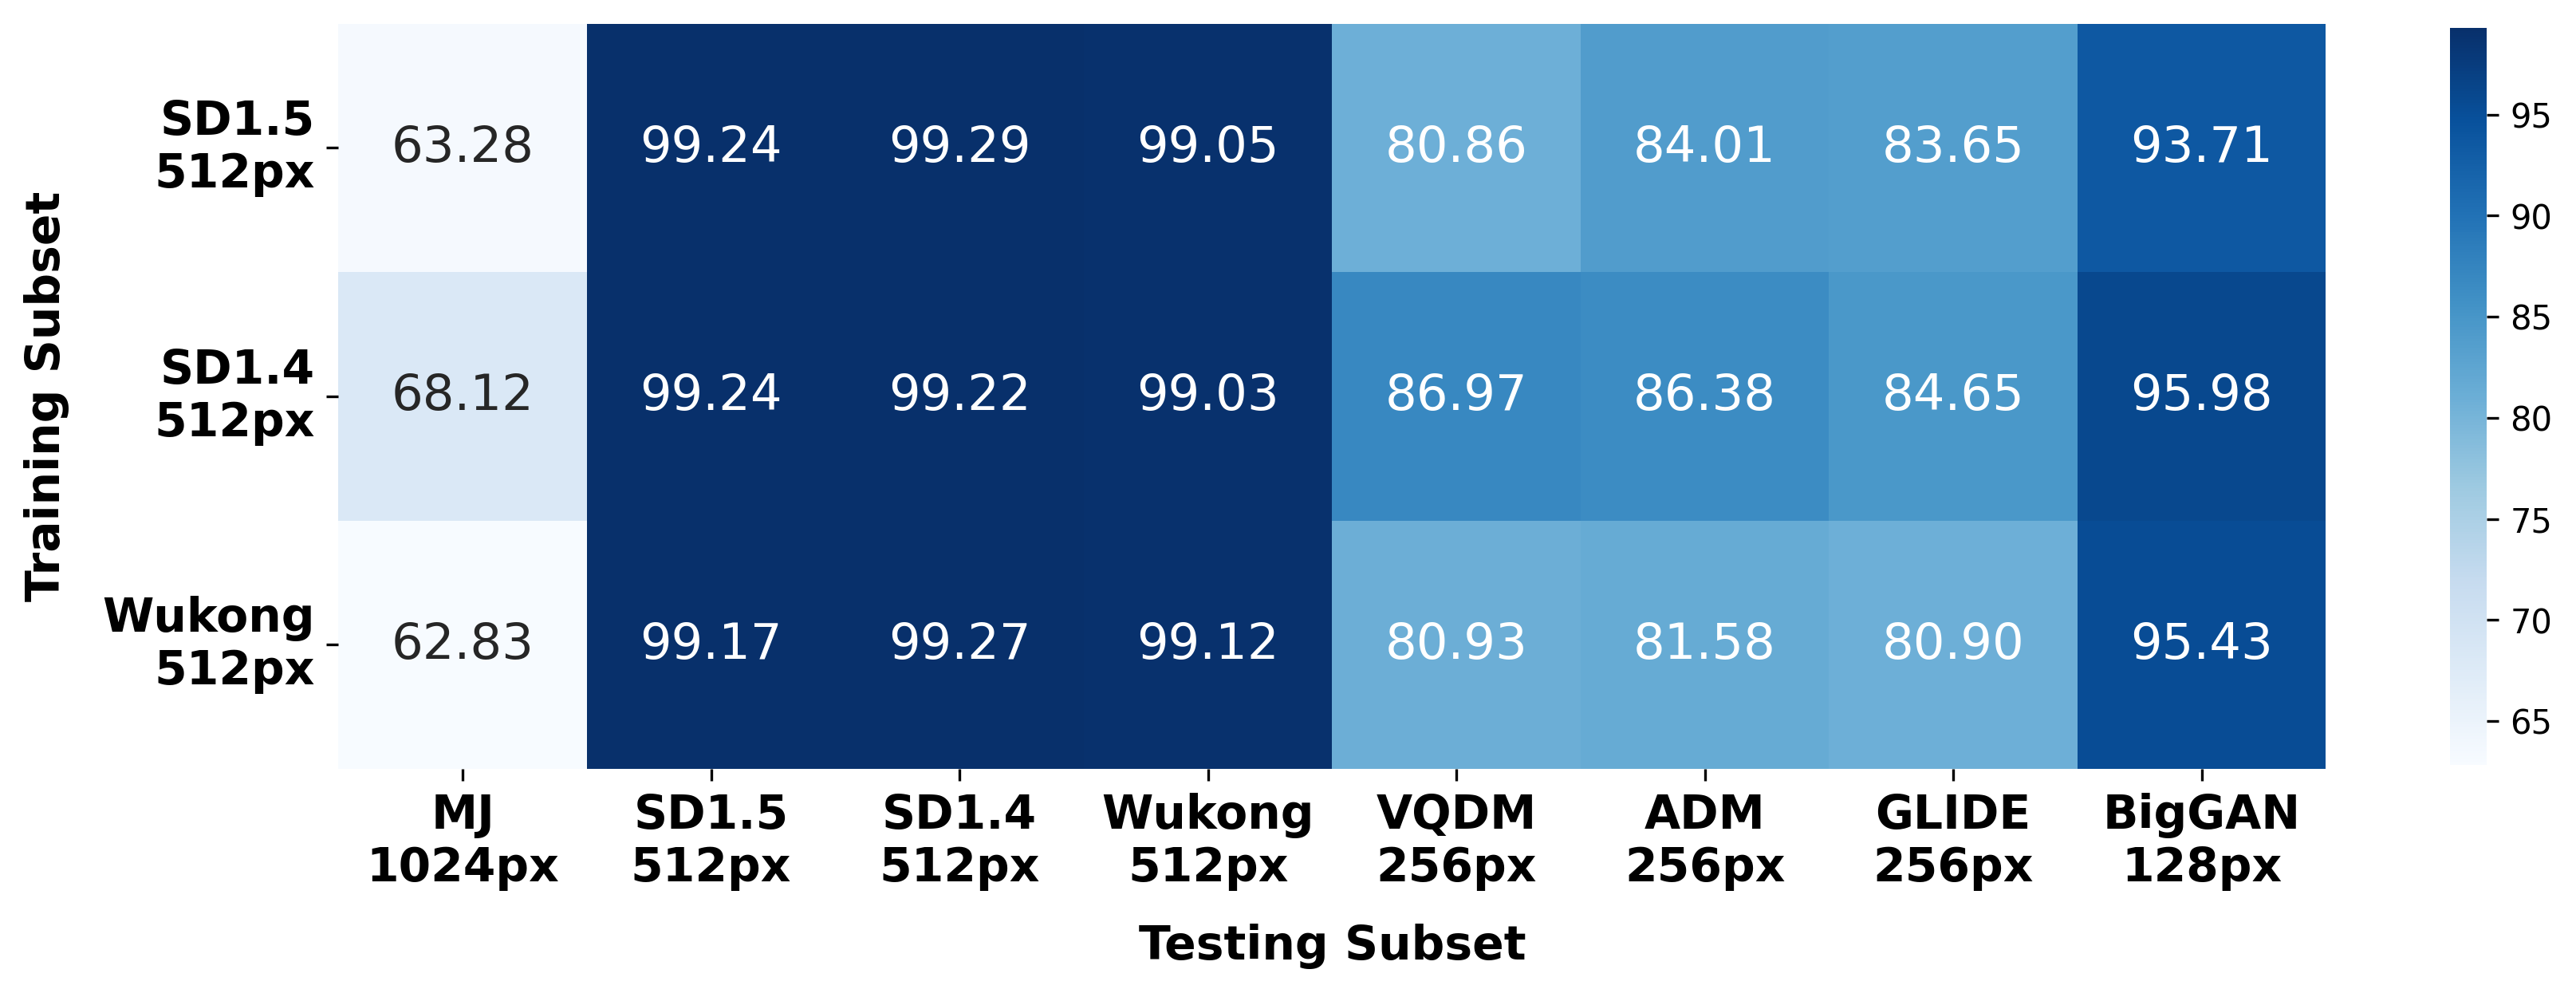 Training Subset
SD1.5
512px
63.28 99.24 99.29 99.05 80.86 84.01 83.65 93.71
SD1.4
512px
68.12 99.24 99.22 99.03 86.97 86.38 84.65 95.98
Wukong
512px
62.83 99.17 99.27 99.12 80.93 81.58 80.90 95.43
MJ SD1.5 SD1.4 Wukong VQDM ADM GLIDE BigGAN
1024px 512px 512px 512px 256px 256px 256px 128px
Testing Subset
95
90
85
80
75
70
65